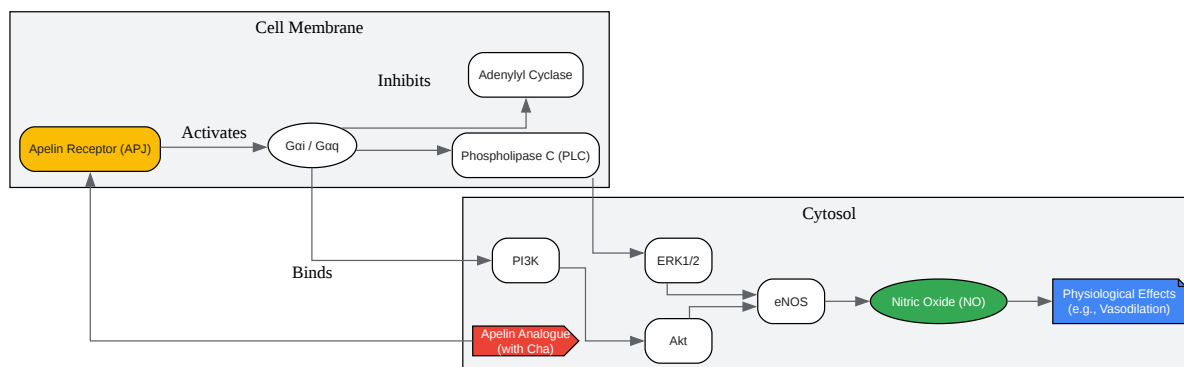 Cell Membrane
Inhibits
Adenylyl Cyclase
Activates
Apelin Receptor (APJ)
Gαi / Gαq
Phospholipase C (PLC)
Cytosol
Binds
PI3K
ERK1/2
eNOS
Nitric Oxide (NO)
Physiological Effects
(e.g., Vasodilation)
Apelin Analogue
(with Cha)
Akt